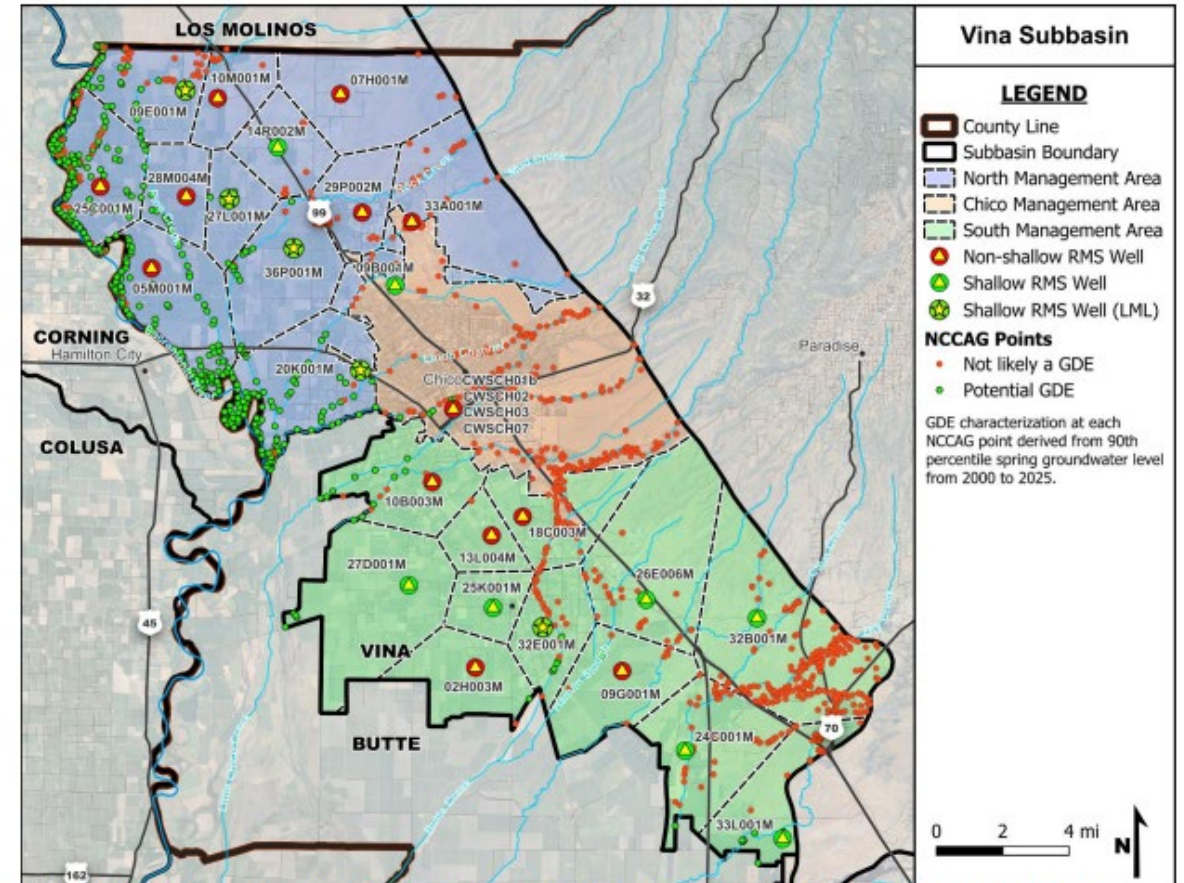 LOS MOLINOS
10M001M
07H001M
09E001M
14R002M
28M004M
29P002M
25C001M
27L001M
99
33A001M
36P001M
09B001M
05M001M
32
CORNING
Hamilton City
Paradise
20K001M
Chico
CWSCH01b
CWSCH02
CWSCH03
CWSCH07
COLUSA
10B003M
18C003M
13L004M
27D001M
26E006M
25K001M
45
32B001M
32E001M
VINA
02H003M
09G001M
BUTTE
24C001M
70
33L001M
162
Vina Subbasin
LEGEND
County Line
Subbasin Boundary
North Management Area
Chico Management Area
South Management Area
Non-shallow RMS Well
Shallow RMS Well
Shallow RMS Well (LML)
NCCAG Points
Not likely a GDE
Potential GDE
GDE characterization at each
NCCAG point derived from 90th
percentile spring groundwater level
from 2000 to 2025.
0 2 4 mi
N